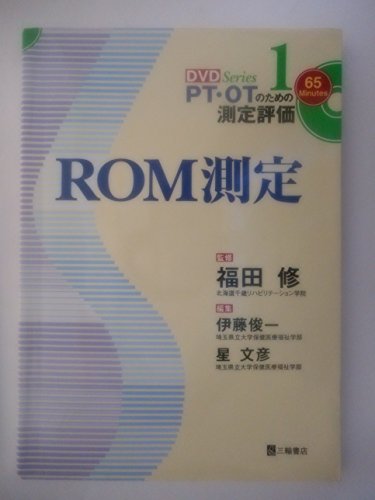 DVD Series 1
65 Minutes
PT・OTのための
測定評価
ROM測定
監修
福田 修
北海道千歳リハビリテーション学院
編集
伊藤俊一
埼玉県立大学保健医療福祉学部
星 文彦
埼玉県立大学保健医療福祉学部
三輪書店